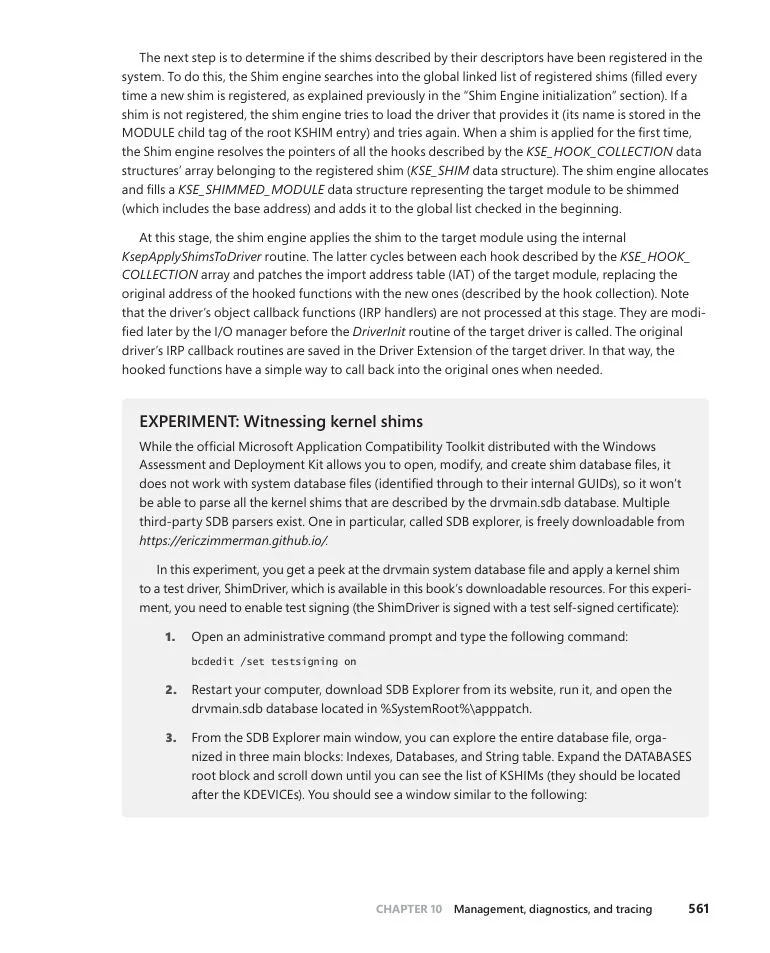 The next step is to determine if the shims described by their descriptors have been registered in the
system. To do this, the Shim engine searches into the global linked list of registered shims (filled every
time a new shim is registered, as explained previously in the “Shim Engine initialization” section). If a
shim is not registered, the shim engine tries to load the driver that provides it (its name is stored in the
MODULE child tag of the root KSHIM entry) and tries again. When a shim is applied for the first time,
the Shim engine resolves the pointers of all the hooks described by the KSE_HOOK_COLLECTION data
structures’ array belonging to the registered shim (KSE_SHIM data structure). The shim engine allocates
and fills a KSE_SHIMMED_MODULE data structure representing the target module to be shimmed
(which includes the base address) and adds it to the global list checked in the beginning.
At this stage, the shim engine applies the shim to the target module using the internal
KsepApplyShimsToDriver routine. The latter cycles between each hook described by the KSE_HOOK_
COLLECTION array and patches the import address table (IAT) of the target module, replacing the
original address of the hooked functions with the new ones (described by the hook collection). Note
that the driver’s object callback functions (IRP handlers) are not processed at this stage. They are modi-
fied later by the I/O manager before the DriverInit routine of the target driver is called. The original
driver’s IRP callback routines are saved in the Driver Extension of the target driver. In that way, the
hooked functions have a simple way to call back into the original ones when needed.
EXPERIMENT: Witnessing kernel shims
While the official Microsoft Application Compatibility Toolkit distributed with the Windows
Assessment and Deployment Kit allows you to open, modify, and create shim database files, it
does not work with system database files (identified through to their internal GUIDs), so it won’t
be able to parse all the kernel shims that are described by the drvmain.sdb database. Multiple
third-party SDB parsers exist. One in particular, called SDB explorer, is freely downloadable from
https://ericzimmerman.github.io/.
In this experiment, you get a peek at the drvmain system database file and apply a kernel shim
to a test driver, ShimDriver, which is available in this book’s downloadable resources. For this experi-
ment, you need to enable test signing (the ShimDriver is signed with a test self-signed certificate):
1. Open an administrative command prompt and type the following command:
bcdedit /set testsigning on
2. Restart your computer, download SDB Explorer from its website, run it, and open the
drvmain.sdb database located in %SystemRoot%\apppatch.
3. From the SDB Explorer main window, you can explore the entire database file, orga-
nized in three main blocks: Indexes, Databases, and String table. Expand the DATABASES
root block and scroll down until you can see the list of KSHIMs (they should be located
after the KDEVICEs). You should see a window similar to the following:
CHAPTER 10 Management, diagnostics, and tracing 561